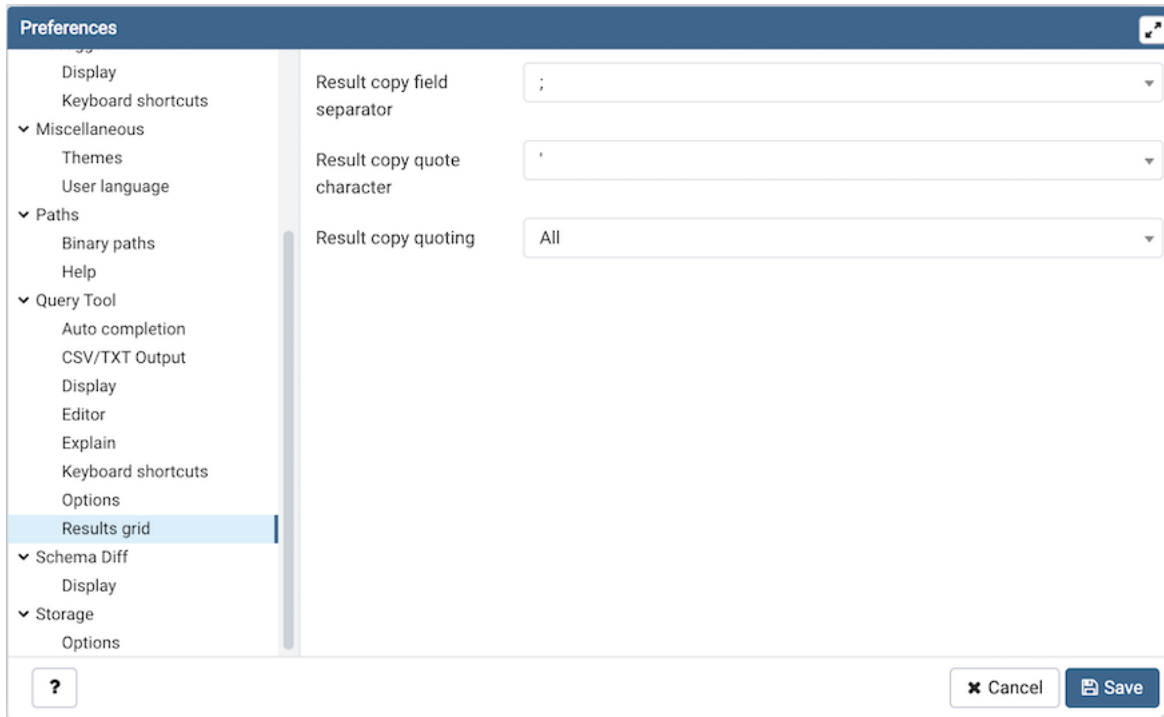 Preferences
Display
Keyboard shortcuts
Miscellaneous
Themes
User language
Paths
Binary paths
Help
Query Tool
Auto completion
CSV/TXT Output
Display
Editor
Explain
Keyboard shortcuts
Options
Results grid
Schema Diff
Display
Storage
Options
Result copy field
separator
;
Result copy quote
character
'
Result copy quoting
All
?
Cancel
Save